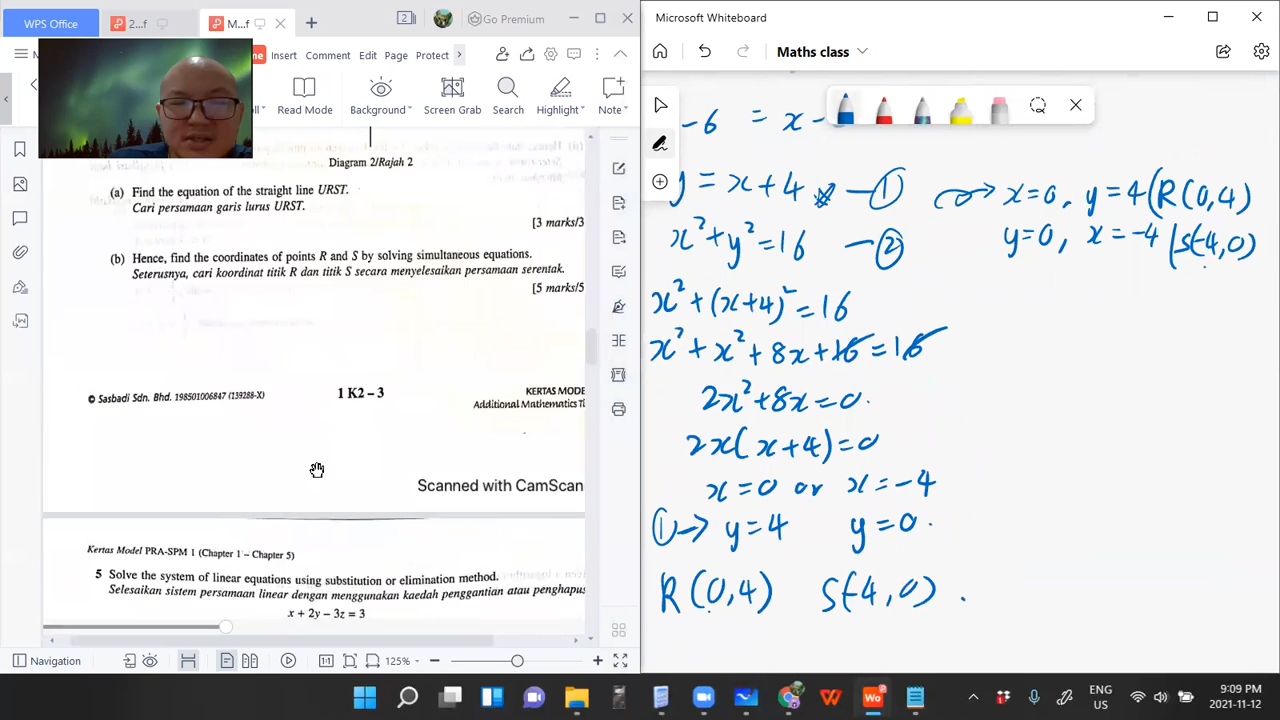 WPS Office
2...f
M...f
2
Go Premium
Insert Comment Edit Page Protect
Read Mode
Background
Screen Grab
Search
Highlight
Note
Diagram 2/Rajah 2
(a) Find the equation of the straight line URST.
Cari persamaan garis lurus URST.
[3 marks/3
(b) Hence, find the coordinates of points R and S by solving simultaneous equations.
Seterusnya, cari koordinat titik R dan titik S secara menyelesaikan persamaan serentak.
[5 marks/5
© Sasbadi Sdn. Bhd. 198501006847 (139288-X)
1 K2 – 3
KERTAS MODE
Additional Mathematics Ti
Scanned with CamScan
Kertas Model PRA-SPM 1 (Chapter 1 – Chapter 5)
5 Solve the system of linear equations using substitution or elimination method.
Selesaikan sistem persamaan linear dengan menggunakan kaedah penggantian atau penghapus
x + 2y – 3z = 3
Navigation
125%
Microsoft Whiteboard
Maths class
-6 = x -
y = x+4 — ①
→ x=0, y=4 (R(0,4)
x²+y²=16 — ②
y=0, x=-4 | S(-4,0)
x²+(x+4)²=16
x²+x²+8x+16=16
2x²+8x=0.
2x(x+4)=0
x=0 or x=-4
①→ y=4 y=0.
R(0,4) S(-4,0) .
ENG
US
9:09 PM
2021-11-12